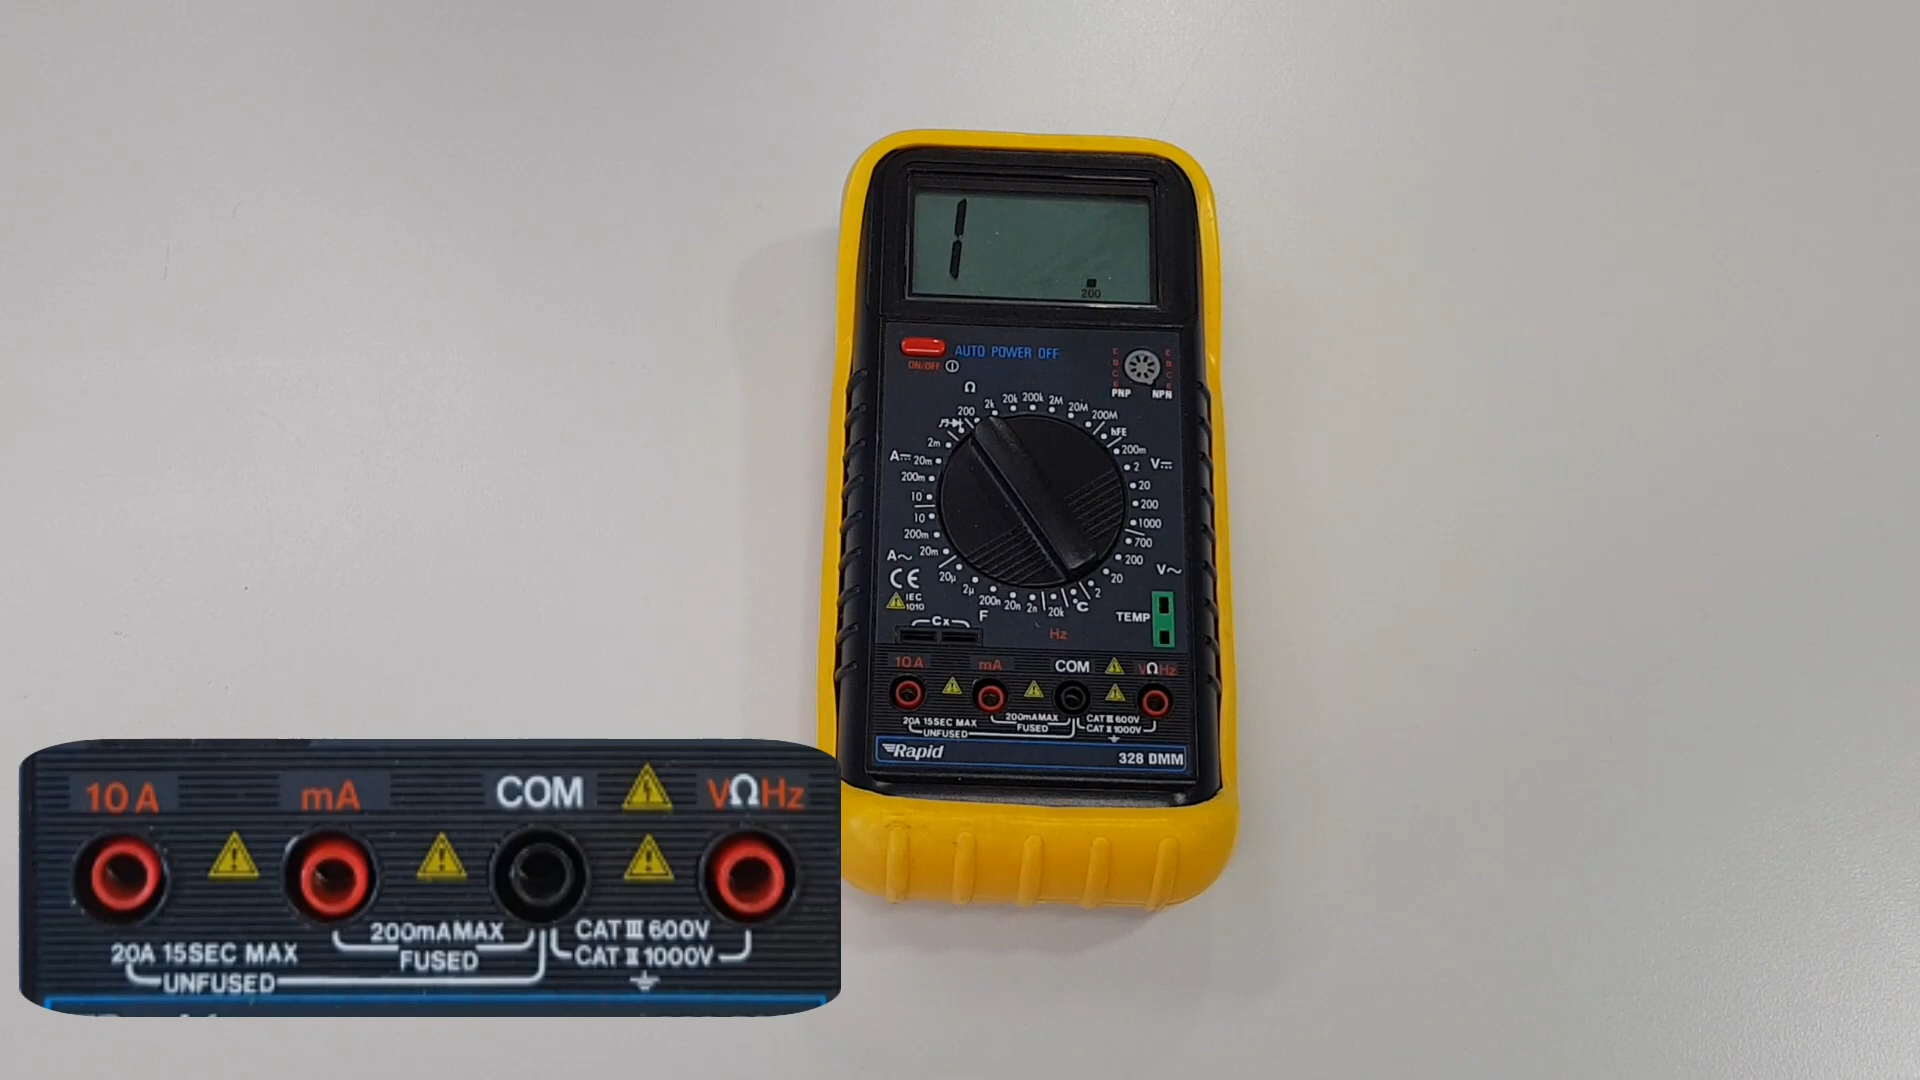 1
200
AUTO POWER OFF
ON/OFF
E
B
C
E
PNP
E
B
C
E
NPN
Ω
200 2k 20k 200k 2M 20M 200M
hFE
2m
A 20m
200m
10
10
200m
A~ 20m
200m
2
V
20
200
1000
700
200
V~
20
2
°C
20k
Hz
2n
20n
200n
2μ
20μ
F
CE
IEC
1010
Cx
TEMP
10A mA COM VΩHz
20A 15SEC MAX
UNFUSED
200mAMAX
FUSED
CAT III 600V
CAT II 1000V
Rapid
328 DMM
10A mA COM VΩHz
20A 15SEC MAX
UNFUSED
200mAMAX
FUSED
CAT III 600V
CAT II 1000V